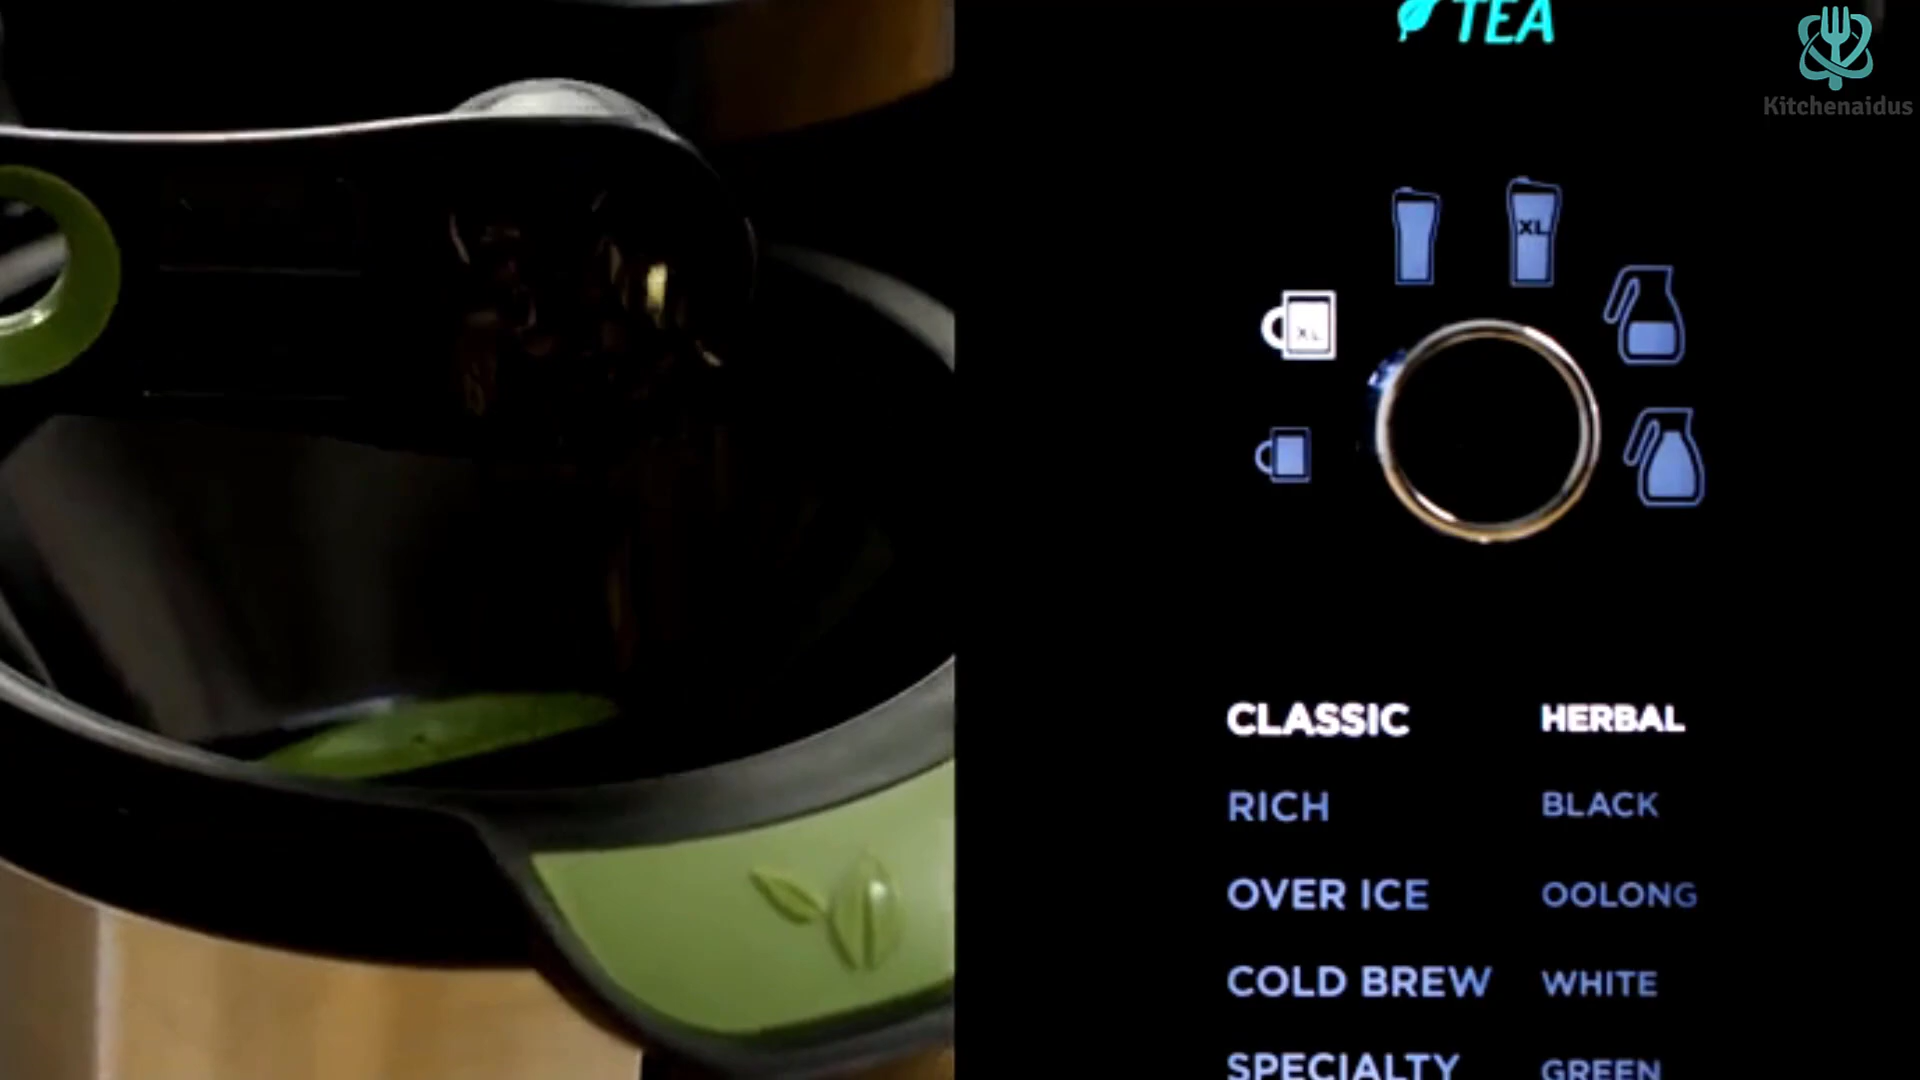 TEA
Kitchenaidus
XL
XL
CLASSIC
HERBAL
RICH
BLACK
OVER ICE
OOLONG
COLD BREW
WHITE
SPECIALTY
GREEN